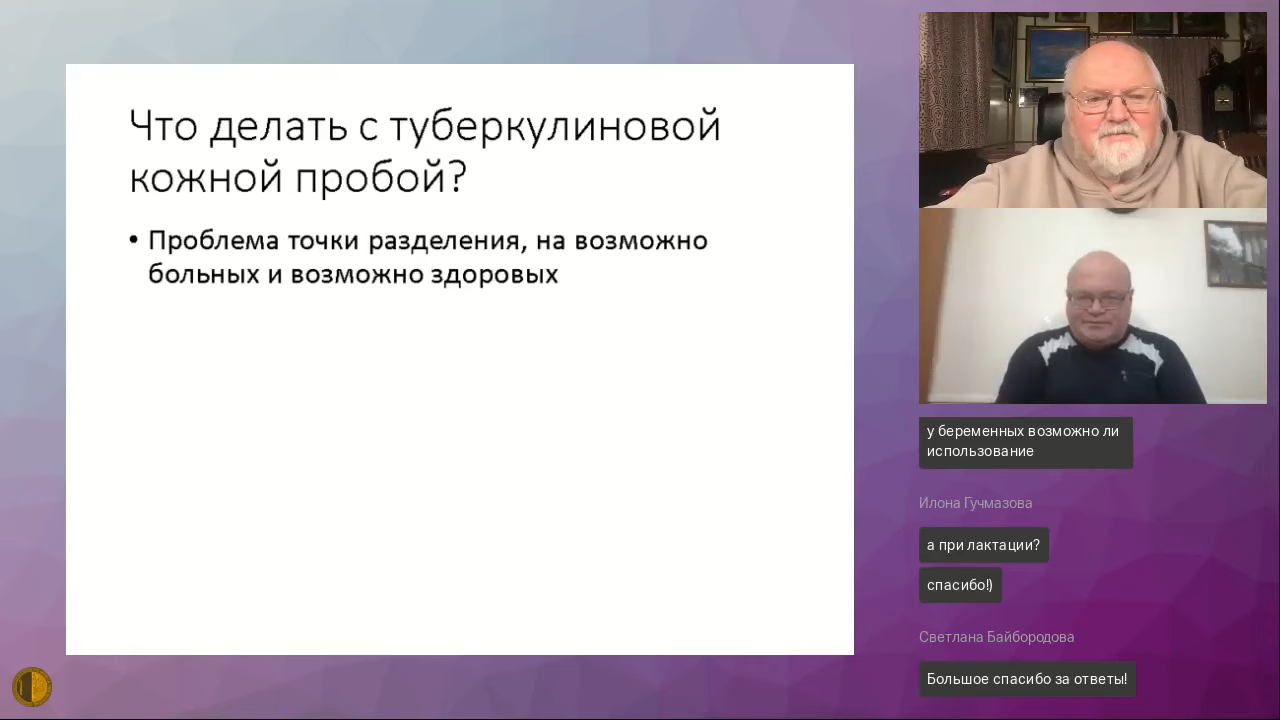 Что делать с туберкулиновой
кожной пробой?
• Проблема точки разделения, на возможно
больных и возможно здоровых
у беременных возможно ли
использование
Илона Гучмазова
а при лактации?
спасибо!)
Светлана Байбородова
Большое спасибо за ответы!